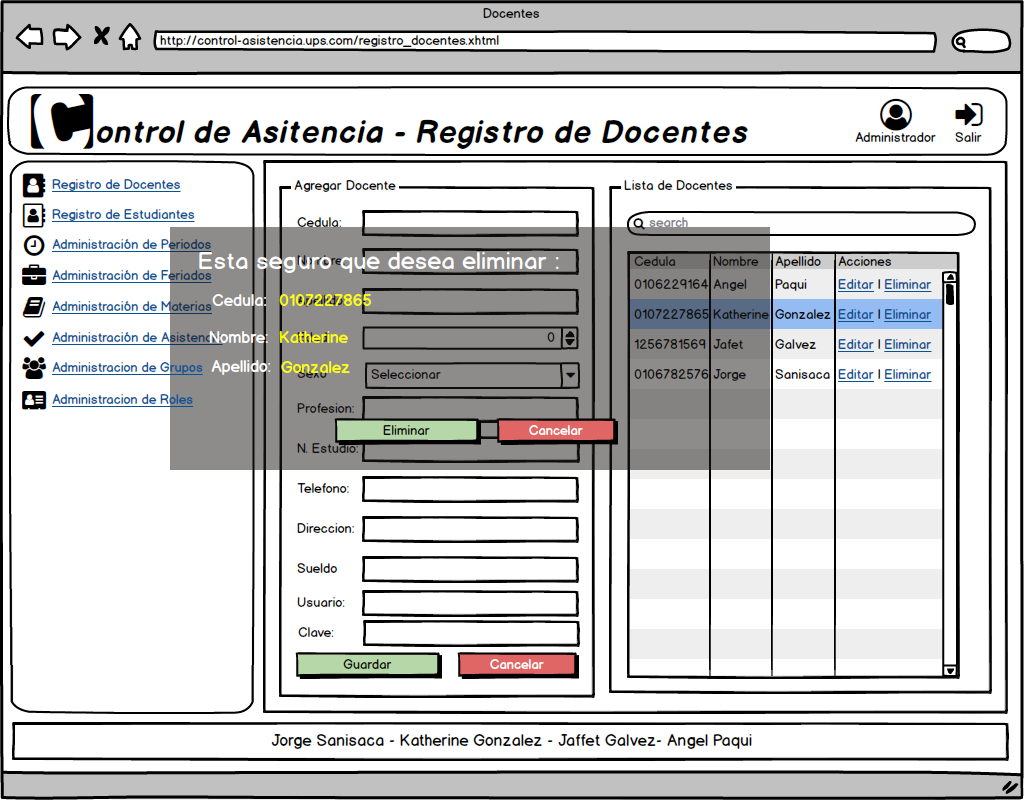 Docentes
http://control-asistencia.ups.com/registro_docentes.xhtml
Control de Asitencia - Registro de Docentes
Administrador
Salir
Registro de Docentes
Registro de Estudiantes
Administración de Periodos
Administración de Feriados
Administración de Materias
Administración de Asistencia
Administracion de Grupos
Administracion de Roles
Agregar Docente
Cedula:
Nombre:
0
Sexo
Seleccionar
Profesion:
N. Estudio:
Telefono:
Direccion:
Sueldo
Usuario:
Clave:
Guardar
Cancelar
Esta seguro que desea eliminar :
Cedula: 0107227865
Nombre: Katherine
Apellido: Gonzalez
Eliminar
Cancelar
Lista de Docentes
search
Cedula Nombre Apellido Acciones
0106229164 Angel Paqui Editar | Eliminar
0107227865 Katherine Gonzalez Editar | Eliminar
1256781569 Jafet Galvez Editar | Eliminar
0106782576 Jorge Sanisaca Editar | Eliminar
Jorge Sanisaca - Katherine Gonzalez - Jaffet Galvez- Angel Paqui